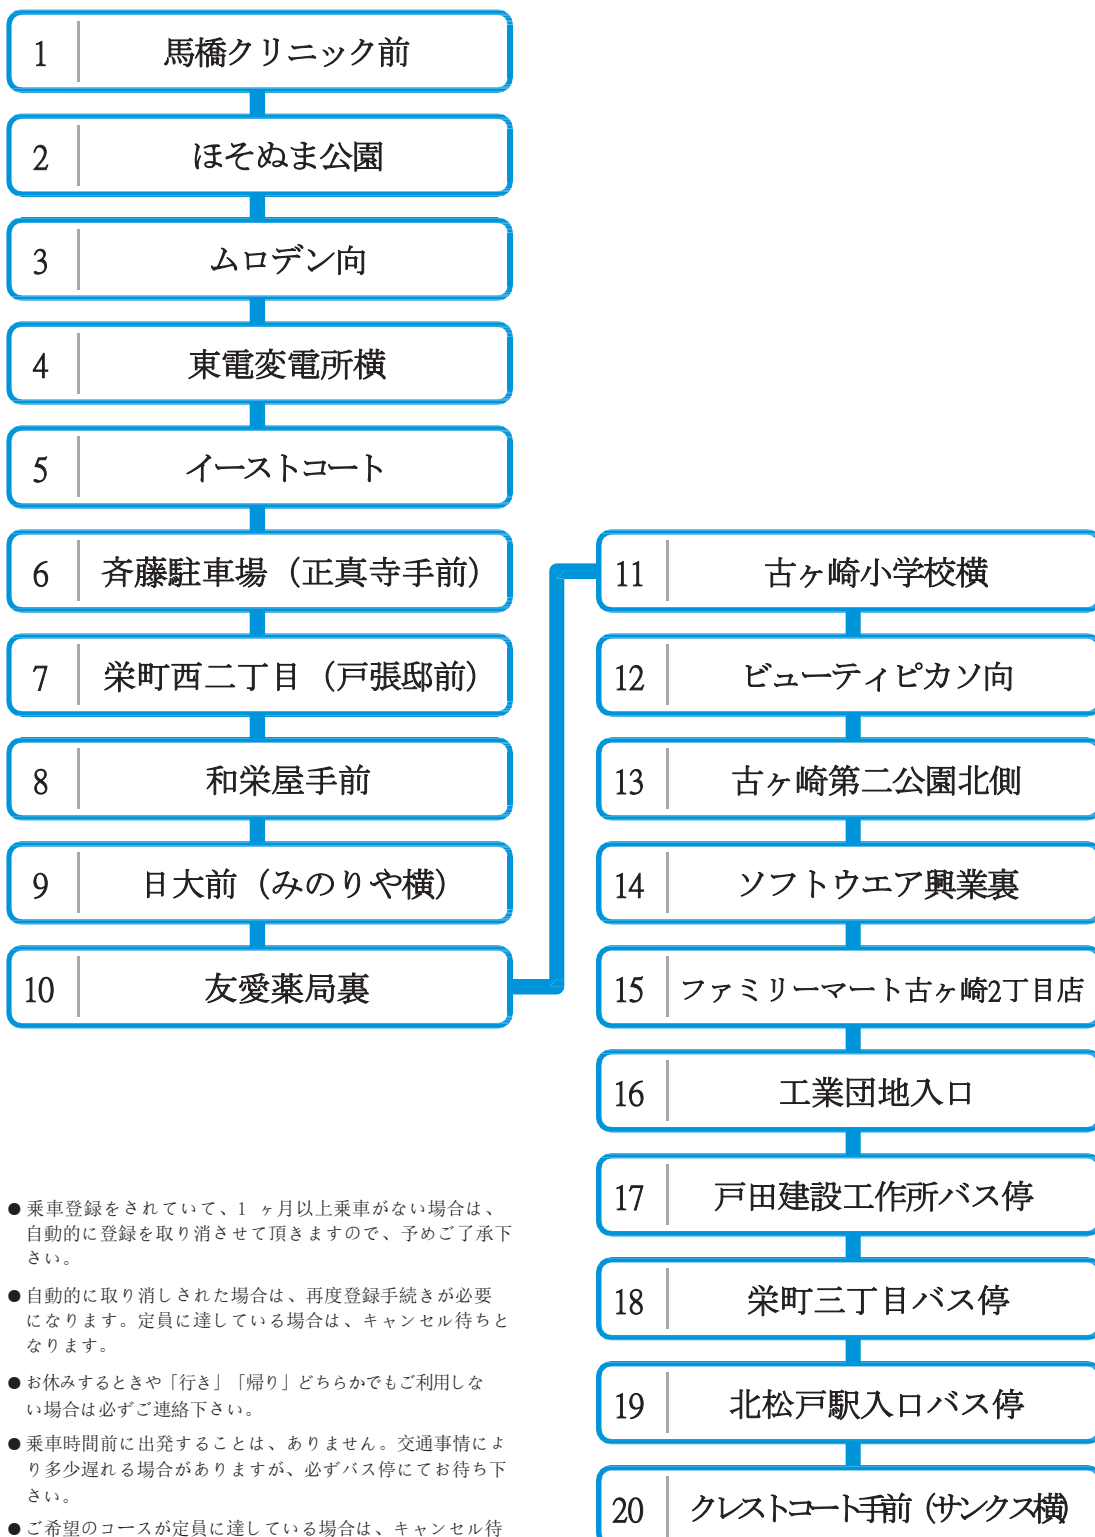 1 馬橋クリニック前
2 ほそぬま公園
3 ムロデン向
4 東電変電所横
5 イーストコート
6 斉藤駐車場（正真寺手前）
7 栄町西二丁目（戸張邸前）
8 和栄屋手前
9 日大前（みのりや横）
10 友愛薬局裏
11 古ヶ崎小学校横
12 ビューティピカソ向
13 古ヶ崎第二公園北側
14 ソフトウエア興業裏
15 ファミリーマート古ヶ崎2丁目店
16 工業団地入口
17 戸田建設工作所バス停
18 栄町三丁目バス停
19 北松戸駅入口バス停
20 クレストコート手前（サンクス横）
●乗車登録をされていて、1 ヶ月以上乗車がない場合は、
自動的に登録を取り消させて頂きますので、予めご了承下
さい。
●自動的に取り消しされた場合は、再度登録手続きが必要
になります。定員に達している場合は、キャンセル待ちと
なります。
●お休みするときや「行き」「帰り」どちらかでもご利用しな
い場合は必ずご連絡下さい。
●乗車時間前に出発することは、ありません。交通事情によ
り多少遅れる場合がありますが、必ずバス停にてお待ち下
さい。
●ご希望のコースが定員に達している場合は、キャンセル待